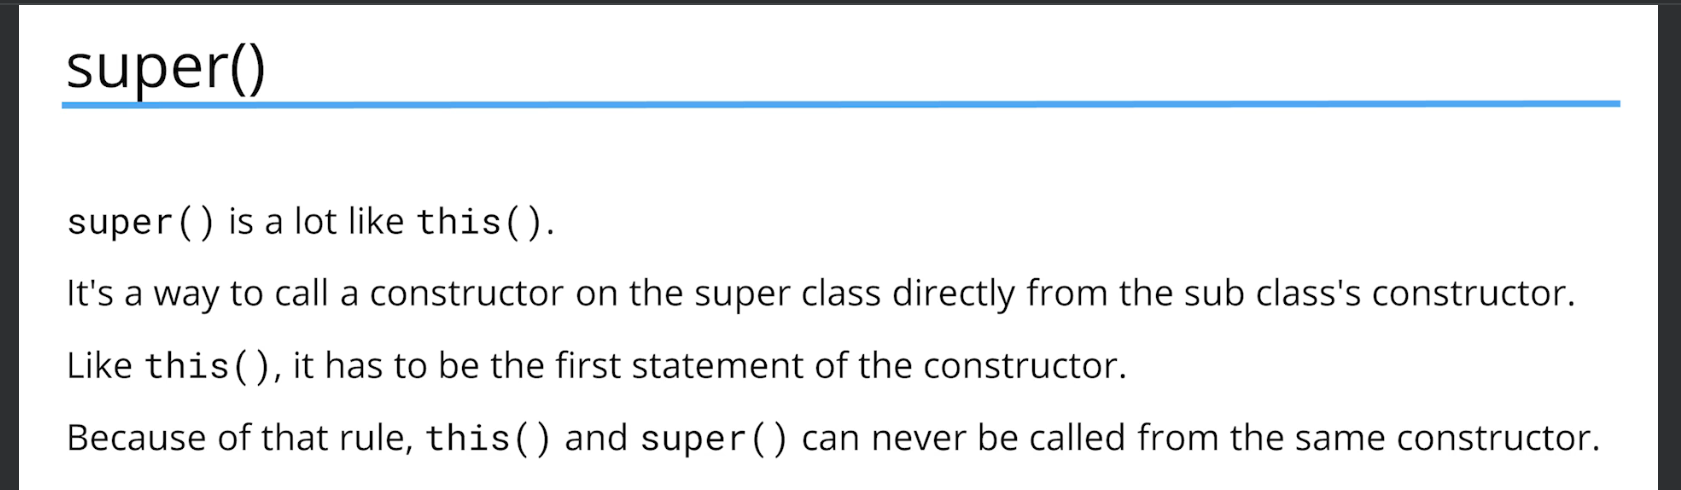 super()
super() is a lot like this().
It's a way to call a constructor on the super class directly from the sub class's constructor.
Like this(), it has to be the first statement of the constructor.
Because of that rule, this() and super() can never be called from the same constructor.